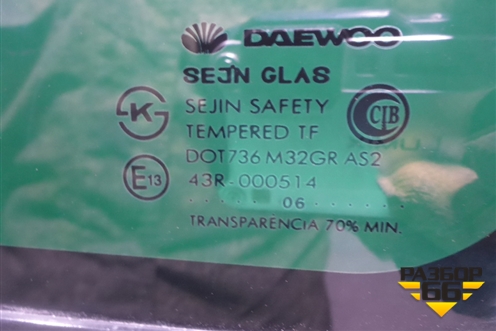 DAEWOO
SEJN GLAS
SEJIN SAFETY
TEMPERED TF
DOT736 M32GR AS2
43R-000514
E13
K
CIB
. . . . . . 06 . . . . . .
TRANSPARENCIA 70% MIN.
РАЗБОР
66